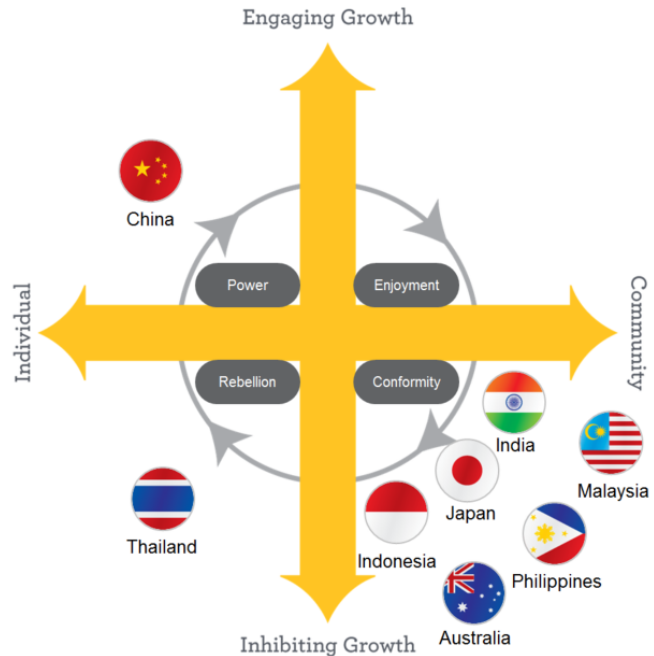 Engaging Growth
China
Power
Enjoyment
Individual
Community
Rebellion
Conformity
India
Malaysia
Japan
Thailand
Indonesia
Philippines
Australia
Inhibiting Growth